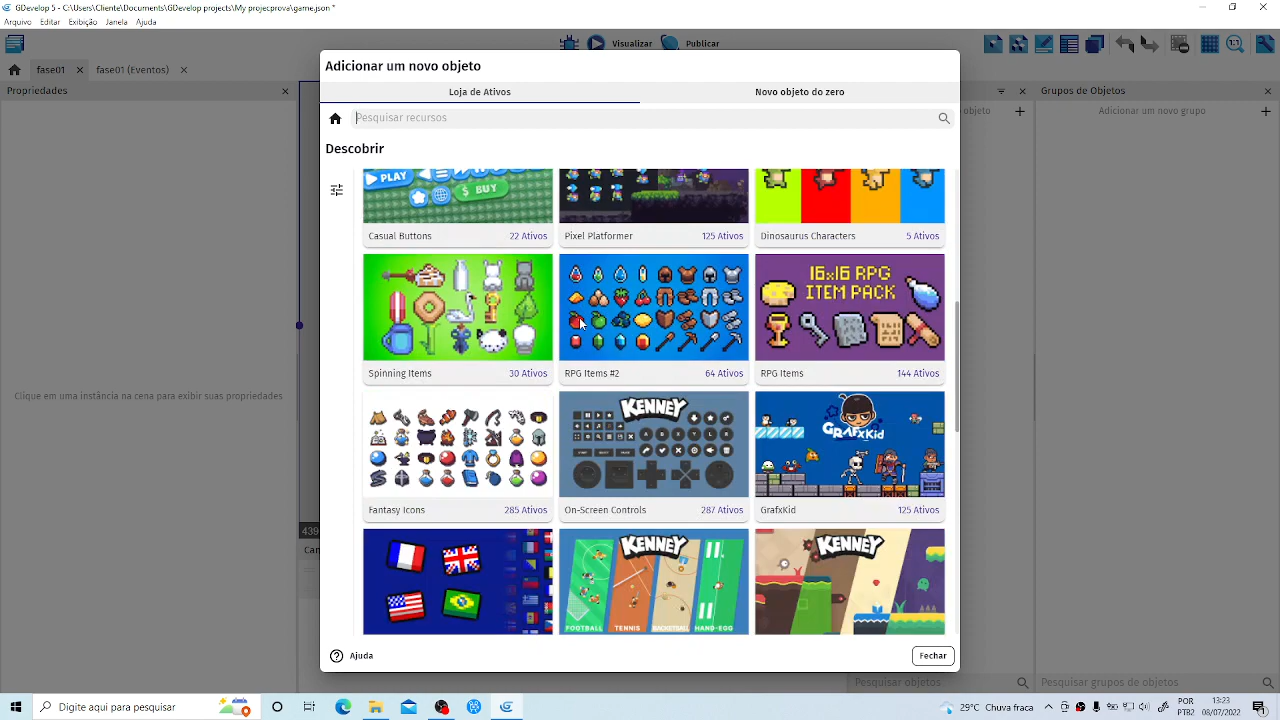 GDevelop 5 - C:\Users\Cliente\Documents\GDevelop projects\My projecprova\game.json *
Arquivo Editar Exibição Janela Ajuda
Visualizar Publicar
fase01 fase01 (Eventos)
Propriedades
Clique em uma instância na cena para exibir suas propriedades
Adicionar um novo objeto
Loja de Ativos Novo objeto do zero
Pesquisar recursos
Descobrir
PLAY
$ BUY
Casual Buttons 22 Ativos
Pixel Platformer 125 Ativos
Dinosaurus Characters 5 Ativos
16x16 RPG
ITEM PACK
Spinning Items 30 Ativos
RPG Items #2 64 Ativos
RPG Items 144 Ativos
KENNEY
GRAFXKID
Fantasy Icons 285 Ativos
On-Screen Controls 287 Ativos
GrafxKid 125 Ativos
KENNEY
KENNEY
FOOTBALL TENNIS BASKETBALL HAND-EGG
Ajuda
Fechar
objeto
Grupos de Objetos
Adicionar um novo grupo
439
Can
Pesquisar objetos
Pesquisar grupos de objetos
Digite aqui para pesquisar
29°C Chuva fraca
POR
PTB2
13:23
08/07/2022